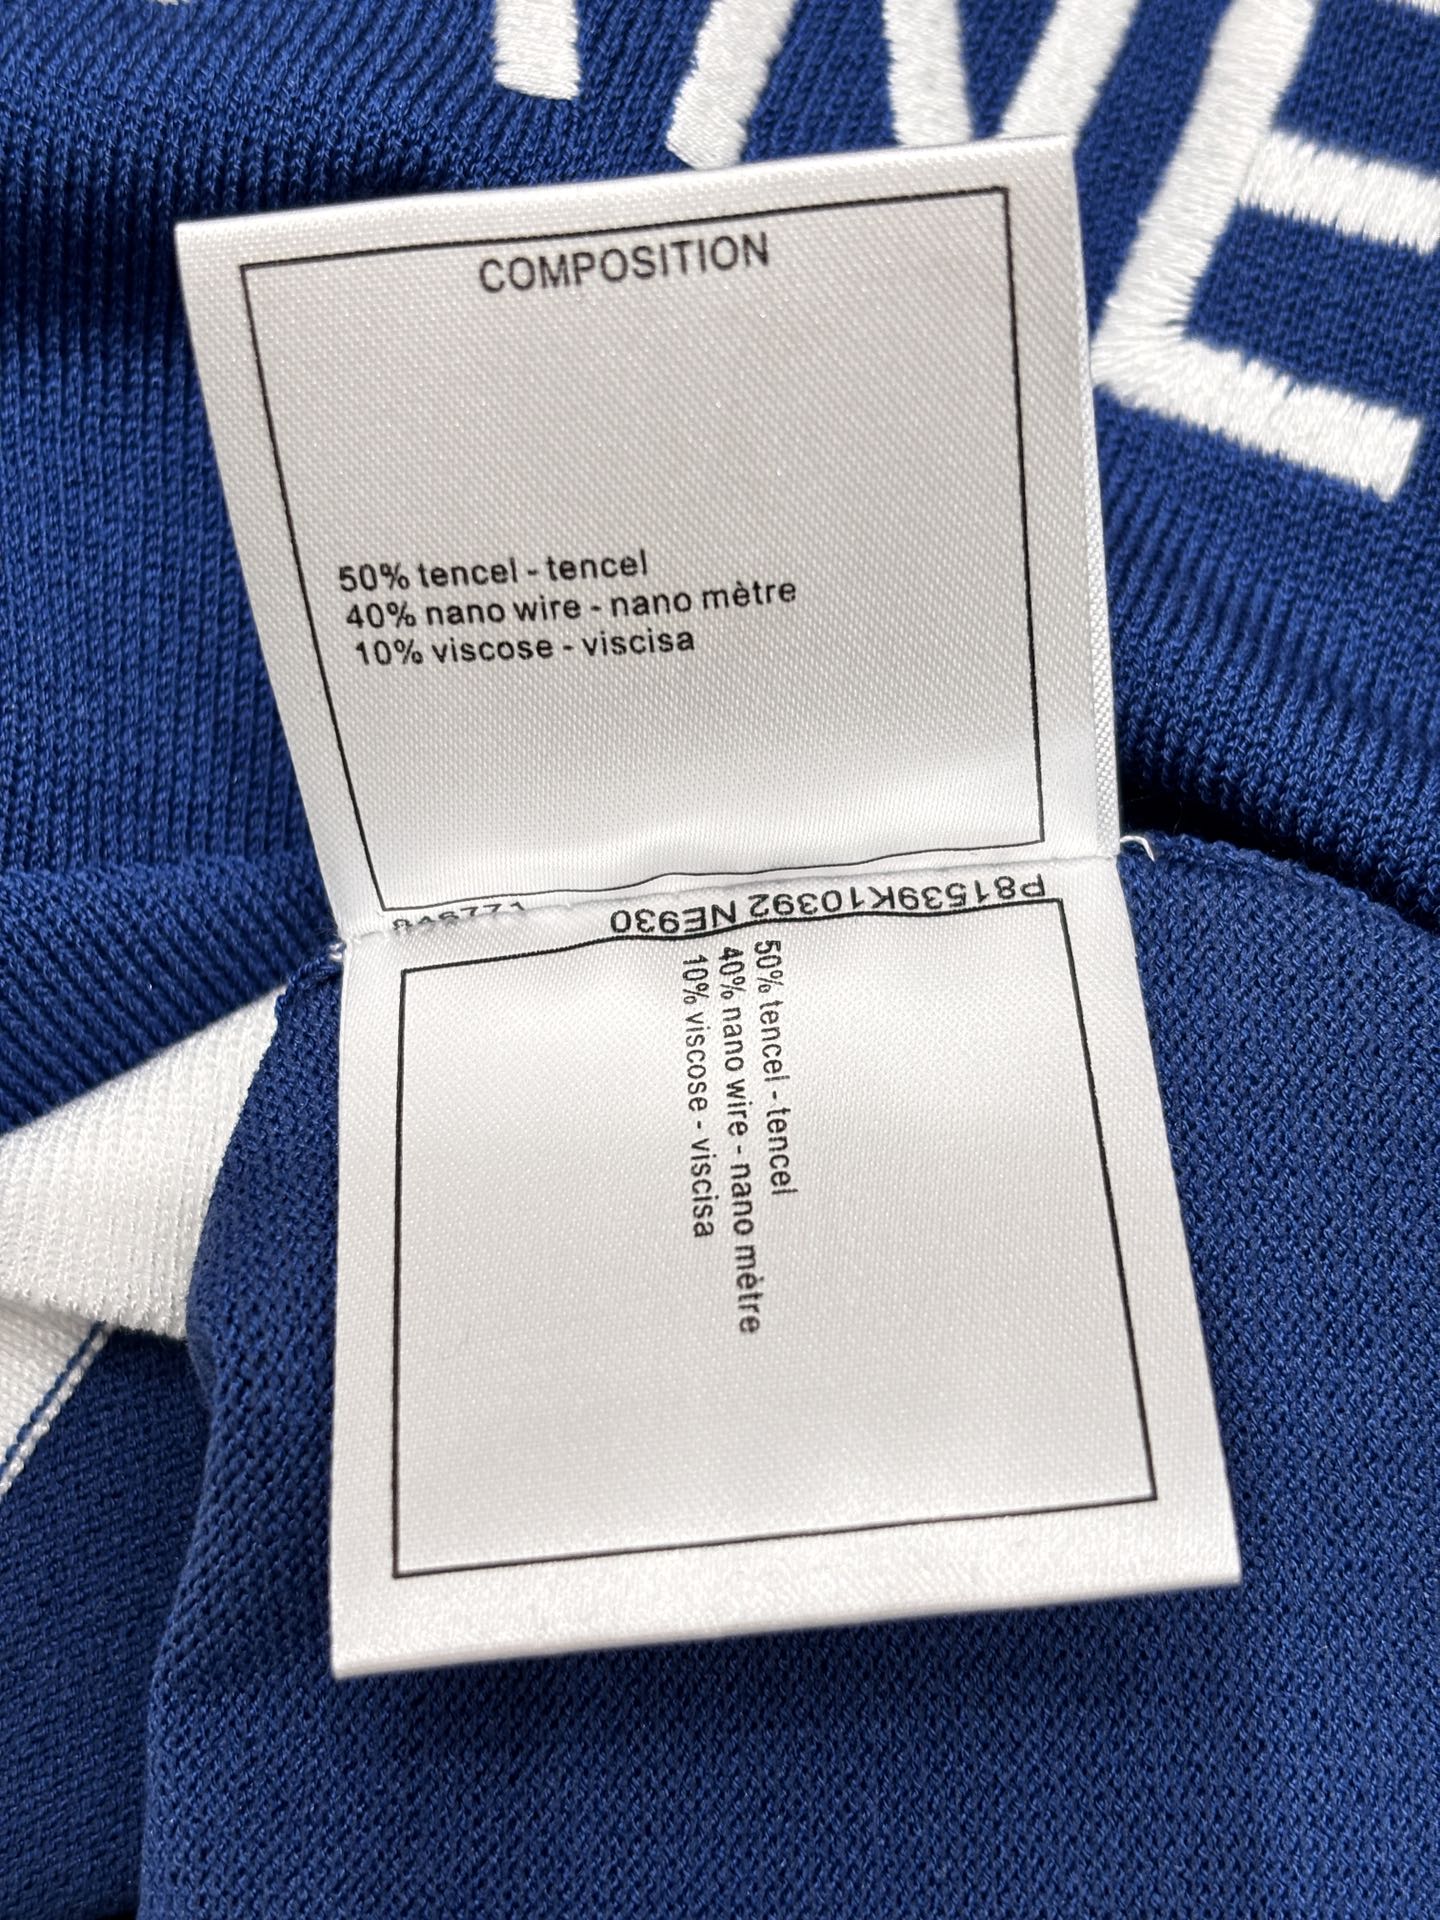 COMPOSITION
50% tencel - tencel
40% nano wire - nano mètre
10% viscose - viscisa
P81539K10392 NE930
50% tencel - tencel
40% nano wire - nano mètre
10% viscose - viscisa